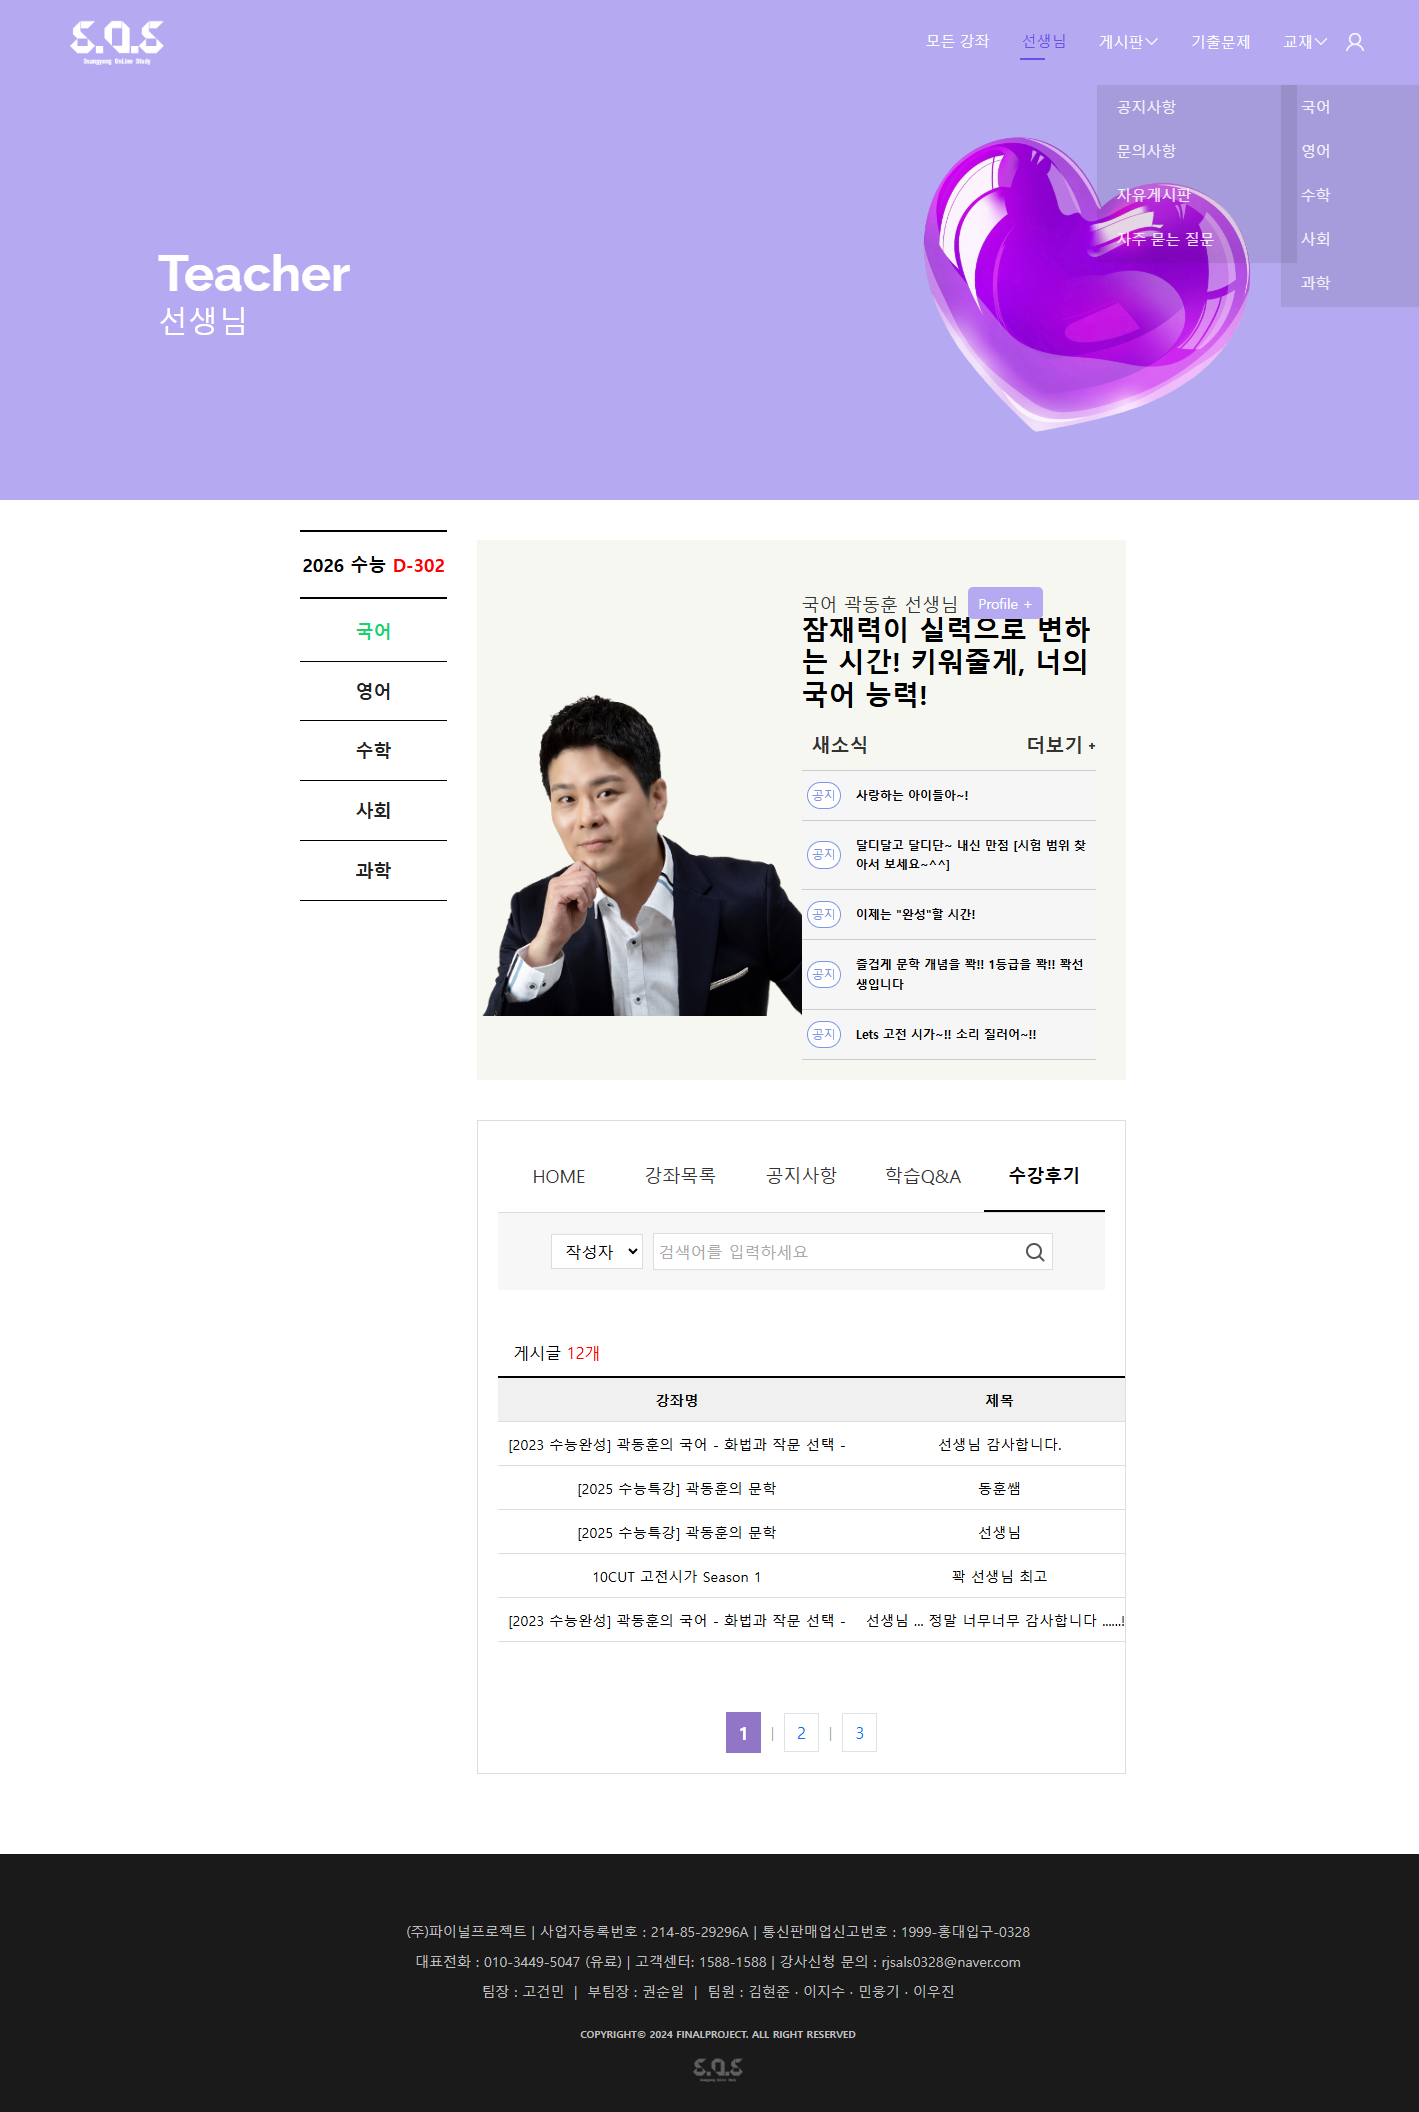 S.O.S
Ssangyong OnLine Study
모든 강좌
선생님
게시판
기출문제
교재
공지사항
문의사항
자유게시판
자주 묻는 질문
국어
영어
수학
사회
과학
Teacher
선생님
2026 수능 D-302
국어
영어
수학
사회
과학
국어 곽동훈 선생님 Profile +
잠재력이 실력으로 변하
는 시간! 키워줄게, 너의
국어 능력!
새소식 더보기 +
공지 사랑하는 아이들아~!
공지 달디달고 달디단~ 내신 만점 [시험 범위 찾
아서 보세요~^^]
공지 이제는 "완성"할 시간!
공지 즐겁게 문학 개념을 꽉!! 1등급을 꽉!! 꽉선
생입니다
공지 Lets 고전 시가~!! 소리 질러어~!!
HOME 강좌목록 공지사항 학습Q&A 수강후기
작성자 검색어를 입력하세요
게시글 12개
강좌명 제목
[2023 수능완성] 곽동훈의 국어 - 화법과 작문 선택 - 선생님 감사합니다.
[2025 수능특강] 곽동훈의 문학 동훈쌤
[2025 수능특강] 곽동훈의 문학 선생님
10CUT 고전시가 Season 1 꽉 선생님 최고
[2023 수능완성] 곽동훈의 국어 - 화법과 작문 선택 - 선생님 ... 정말 너무너무 감사합니다 ......!
1 | 2 | 3
(주)파이널프로젝트 | 사업자등록번호 : 214-85-29296A | 통신판매업신고번호 : 1999-홍대입구-0328
대표전화 : 010-3449-5047 (유료) | 고객센터: 1588-1588 | 강사신청 문의 : rjsals0328@naver.com
팀장 : 고건민 | 부팀장 : 권순일 | 팀원 : 김현준 · 이지수 · 민웅기 · 이우진
COPYRIGHT© 2024 FINALPROJECT. ALL RIGHT RESERVED
S.O.S